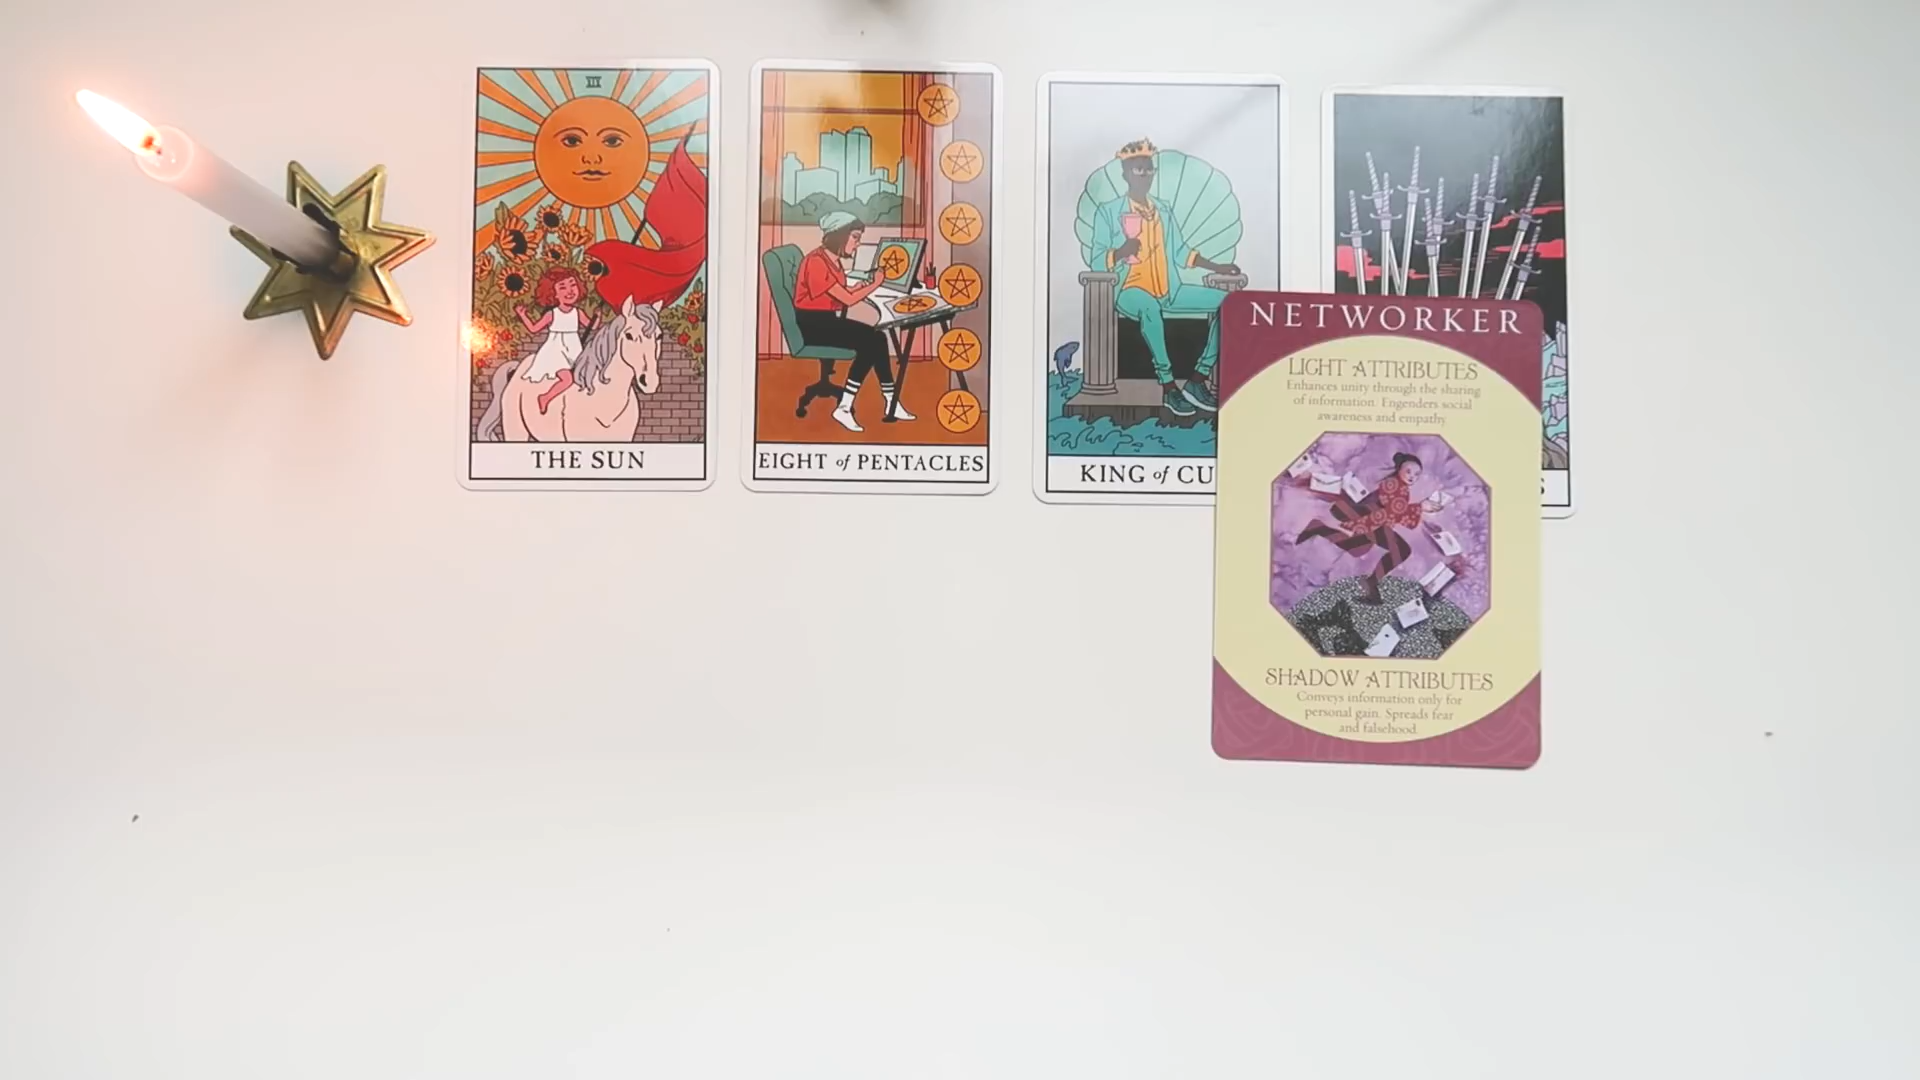 THE SUN
EIGHT of PENTACLES
KING of CU
S
NETWORKER
LIGHT ATTRIBUTES
Enhances unity through the sharing
of information. Engenders social
awareness and empathy.
SHADOW ATTRIBUTES
Conveys information only for
personal gain. Spreads fear
and falsehood.